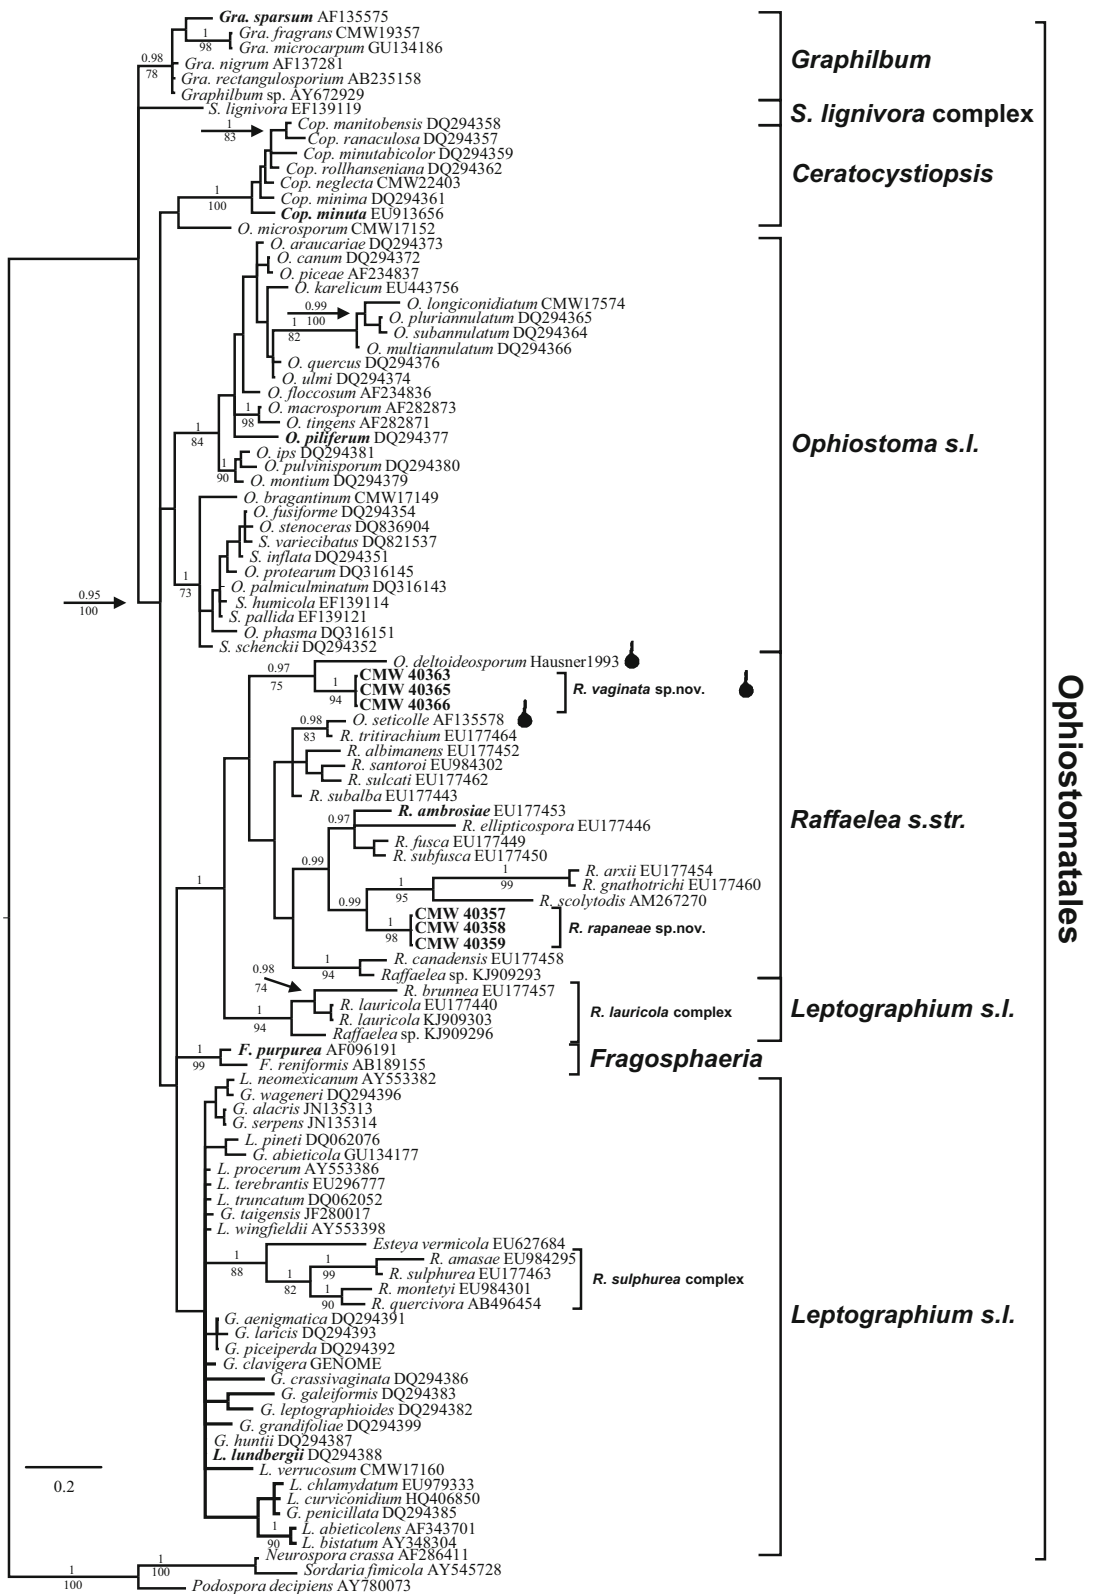 Gra. sparsum AF135575
1
98
Gra. fragrans CMW19357
Gra. microcarpum GU134186
0.98
78
Gra. nigrum AF137281
Gra. rectangulosporium AB235158
Graphilbum sp. AY672929
Graphilbum
S. lignivora EF139119
S. lignivora complex
1
83
Cop. manitobensis DQ294358
Cop. ranaculosa DQ294357
Cop. minutabicolor DQ294359
Cop. rollhanseniana DQ294362
Cop. neglecta CMW22403
1
100
Cop. minima DQ294361
Cop. minuta EU913656
Ceratocystiopsis
O. microsporum CMW17152
O. araucariae DQ294373
O. canum DQ294372
O. piceae AF234837
O. karelicum EU443756
0.99
100
O. longiconidiatum CMW17574
O. pluriannulatum DQ294365
1
82
O. subannulatum DQ294364
O. multiannulatum DQ294366
O. quercus DQ294376
O. ulmi DQ294374
O. floccosum AF234836
1
98
O. macrosporum AF282873
O. tingens AF282871
1
84
O. piliferum DQ294377
Ophiostoma s.l.
O. ips DQ294381
1
90
O. pulvinisporum DQ294380
O. montium DQ294379
O. bragantinum CMW17149
O. fusiforme DQ294354
O. stenoceras DQ836904
S. variecibatus DQ821537
S. inflata DQ294351
O. protearum DQ316145
1
73
O. palmiculminatum DQ316143
0.95
100
S. humicola EF139114
S. pallida EF139121
O. phasma DQ316151
S. schenckii DQ294352
0.97
75
O. deltoideosporum Hausner1993
1
94
CMW 40363
CMW 40365
CMW 40366
R. vaginata sp.nov.
0.98
83
O. seticolle AF135578
R. tritirachium EU177464
R. albimanens EU177452
R. santoroi EU984302
R. sulcati EU177462
R. subalba EU177443
0.97
R. ambrosiae EU177453
R. ellipticospora EU177446
Raffaelea s.str.
Ophiostomatales
R. fusca EU177449
R. subfusca EU177450
0.99
1
99
R. arxii EU177454
R. gnathotrichi EU177460
1
1
95
0.99
R. scolytodis AM267270
1
98
CMW 40357
CMW 40358
CMW 40359
R. rapaneae sp.nov.
1
94
R. canadensis EU177458
Raffaelea sp. KJ909293
0.98
74
R. brunnea EU177457
R. lauricola EU177440
R. lauricola KJ909303
1
94
Raffaelea sp. KJ909296
R. lauricola complex
Leptographium s.l.
1
99
F. purpurea AF096191
F. reniformis AB189155
Fragosphaeria
L. neomexicanum AY553382
G. wageneri DQ294396
G. alacris JN135313
G. serpens JN135314
L. pineti DQ062076
G. abieticola GU134177
L. procerum AY553386
L. terebrantis EU296777
L. truncatum DQ062052
G. taigensis JF280017
L. wingfieldii AY553398
Esteya vermicola EU627684
1
88
1
99
R. amasae EU984295
R. sulphurea EU177463
1
82
1
90
R. montetyi EU984301
R. quercivora AB496454
R. sulphurea complex
G. aenigmatica DQ294391
G. laricis DQ294393
G. piceiperda DQ294392
Leptographium s.l.
G. clavigera GENOME
G. crassivaginata DQ294386
G. galeiformis DQ294383
G. leptographioides DQ294382
G. grandifoliae DQ294399
G. huntii DQ294387
L. lundbergii DQ294388
L. verrucosum CMW17160
0.2
L. chlamydatum EU979333
L. curviconidium HQ406850
G. penicillata DQ294385
1
90
L. abieticolens AF343701
L. bistatum AY348304
Neurospora crassa AF286411
1
100
Sordaria fimicola AY545728
1
100
Podospora decipiens AY780073